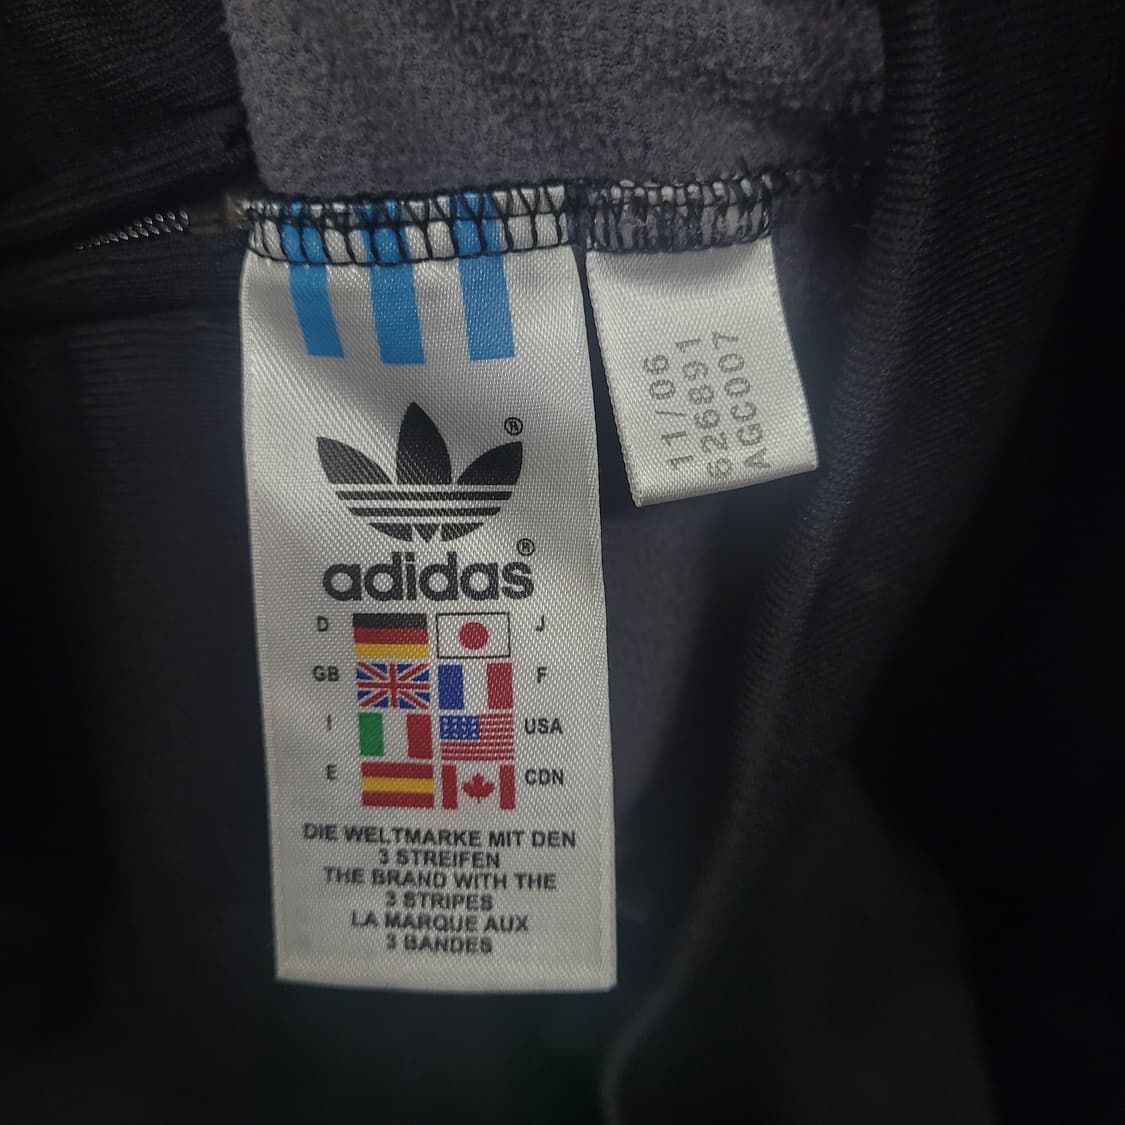 ®
adidas®
D J
GB F
I USA
E CDN
DIE WELTMARKE MIT DEN
3 STREIFEN
THE BRAND WITH THE
3 STRIPES
LA MARQUE AUX
3 BANDES
11/06
626891
AGC007